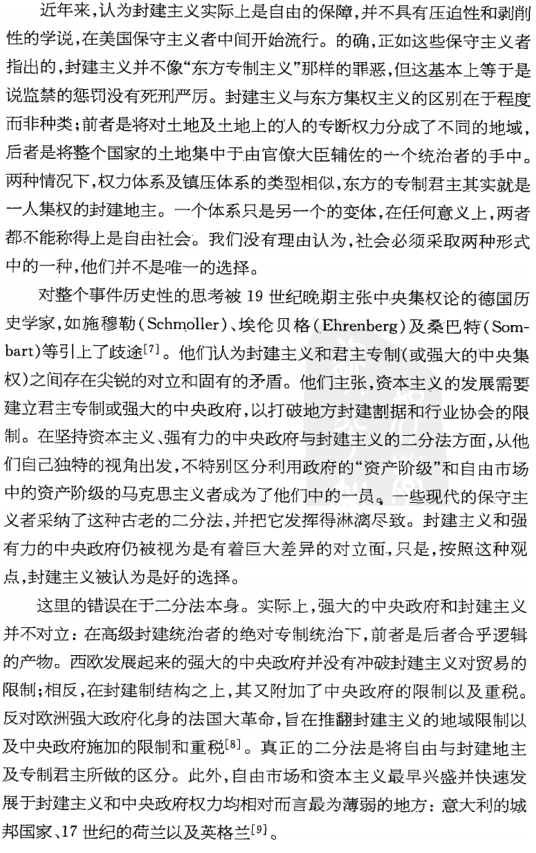 近年来,认为封建主义实际上是自由的保障,并不具有压迫性和剥削
性的学说,在美国保守主义者中间开始流行。的确,正如这些保守主义者
指出的,封建主义并不像“东方专制主义”那样的罪恶,但这基本上等于是
说监禁的惩罚没有死刑严厉。封建主义与东方集权主义的区别在于程度
而非种类;前者是将对土地及土地上的人的专断权力分成了不同的地域,
后者是将整个国家的土地集中于由官僚大臣辅佐的一个统治者的手中。
两种情况下,权力体系及镇压体系的类型相似,东方的专制君主其实就是
一人集权的封建地主。一个体系只是另一个的变体,在任何意义上,两者
都不能称得上是自由社会。我们没有理由认为,社会必须采取两种形式
中的一种,他们并不是唯一的选择。
对整个事件历史性的思考被 19 世纪晚期主张中央集权论的德国历
史学家,如施穆勒(Schmoller)、埃伦贝格(Ehrenberg)及桑巴特(Som-
bart)等引上了歧途[7]。他们认为封建主义和君主专制(或强大的中央集
权)之间存在尖锐的对立和固有的矛盾。他们主张,资本主义的发展需要
建立君主专制或强大的中央政府,以打破地方封建割据和行业协会的限
制。在坚持资本主义、强有力的中央政府与封建主义的二分法方面,从他
们自己独特的视角出发,不特别区分利用政府的“资产阶级”和自由市场
中的资产阶级的马克思主义者成为了他们中的一员。一些现代的保守主
义者采纳了这种古老的二分法,并把它发挥得淋漓尽致。封建主义和强
有力的中央政府仍被视为是有着巨大差异的对立面,只是,按照这种观
点,封建主义被认为是好的选择。
这里的错误在于二分法本身。实际上,强大的中央政府和封建主义
并不对立:在高级封建统治者的绝对专制统治下,前者是后者合乎逻辑
的产物。西欧发展起来的强大的中央政府并没有冲破封建主义对贸易的
限制;相反,在封建制结构之上,其又附加了中央政府的限制以及重税。
反对欧洲强大政府化身的法国大革命,旨在推翻封建主义的地域限制以
及中央政府施加的限制和重税[8]。真正的二分法是将自由与封建地主
及专制君主所做的区分。此外,自由市场和资本主义最早兴盛并快速发
展于封建主义和中央政府权力均相对而言最为薄弱的地方:意大利的城
邦国家、17 世纪的荷兰以及英格兰[9]。